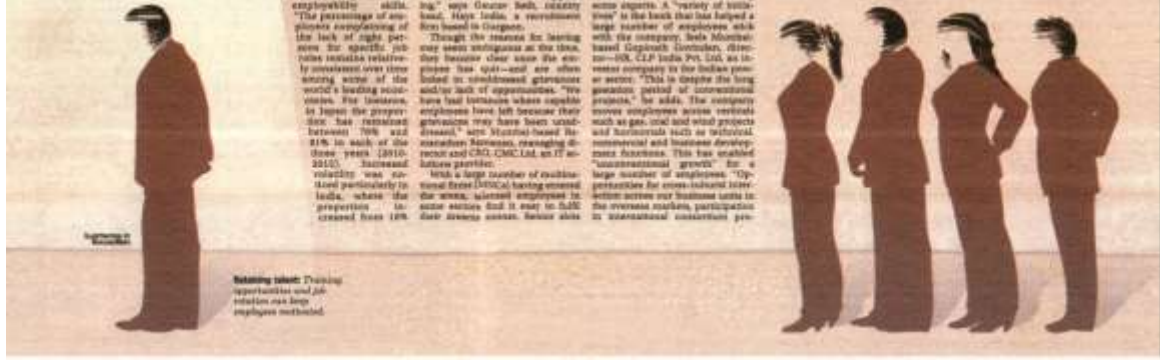 employability skills.
"The percentage of em-
ployers complaining of
the lack of right per-
sons for specific job
roles remains relative-
ly consistent over time
among some of the
world's leading econ-
omies. For instance,
in Japan the propor-
tion has remained
between 76% and
81% in each of the
three years (2010-
2012). Increased
volatility was no-
ticed particularly in
India, where the
proportion in-
creased from 16%
ing," says Gaurav Seth, country
head, Hays India, a recruitment
firm based in Gurgaon.
Though the reasons for leaving
may seem ambiguous at the time,
they become clear once the em-
ployee has quit—and are often
linked to unaddressed grievances
and/or lack of opportunities. "We
have had instances where capable
employees have left because their
grievances may have been unad-
dressed," says Mumbai-based Ra-
manan, managing di-
rector and CEO, CMC Ltd, an IT so-
lutions provider.
With a large number of multina-
tional firms (MNCs) having entered
the arena, talented employees in
some sectors find it easy to fulfil
their dreams sooner. Senior
some experts. A "variety of initia-
tives" is the hook that has helped a
large number of employees stick
with the company, feels Mumbai-
based Gopinath Govindan, direc-
tor—HR, CLP India Pvt. Ltd, an in-
vestor company in the Indian pow-
er sector. "This is despite the long
gestation period of conventional
projects," he adds. The company
moves employees across verticals
such as gas, coal and wind projects
and horizontals such as technical,
commercial and business develop-
ment functions. This has enabled
"unconventional growth" for a
large number of employees. "Op-
portunities for cross-cultural inter-
action across our business units in
the overseas markets, participation
in international consortium pro-
Retaining talent: Training
opportunities and job
rotation can keep
employees motivated.